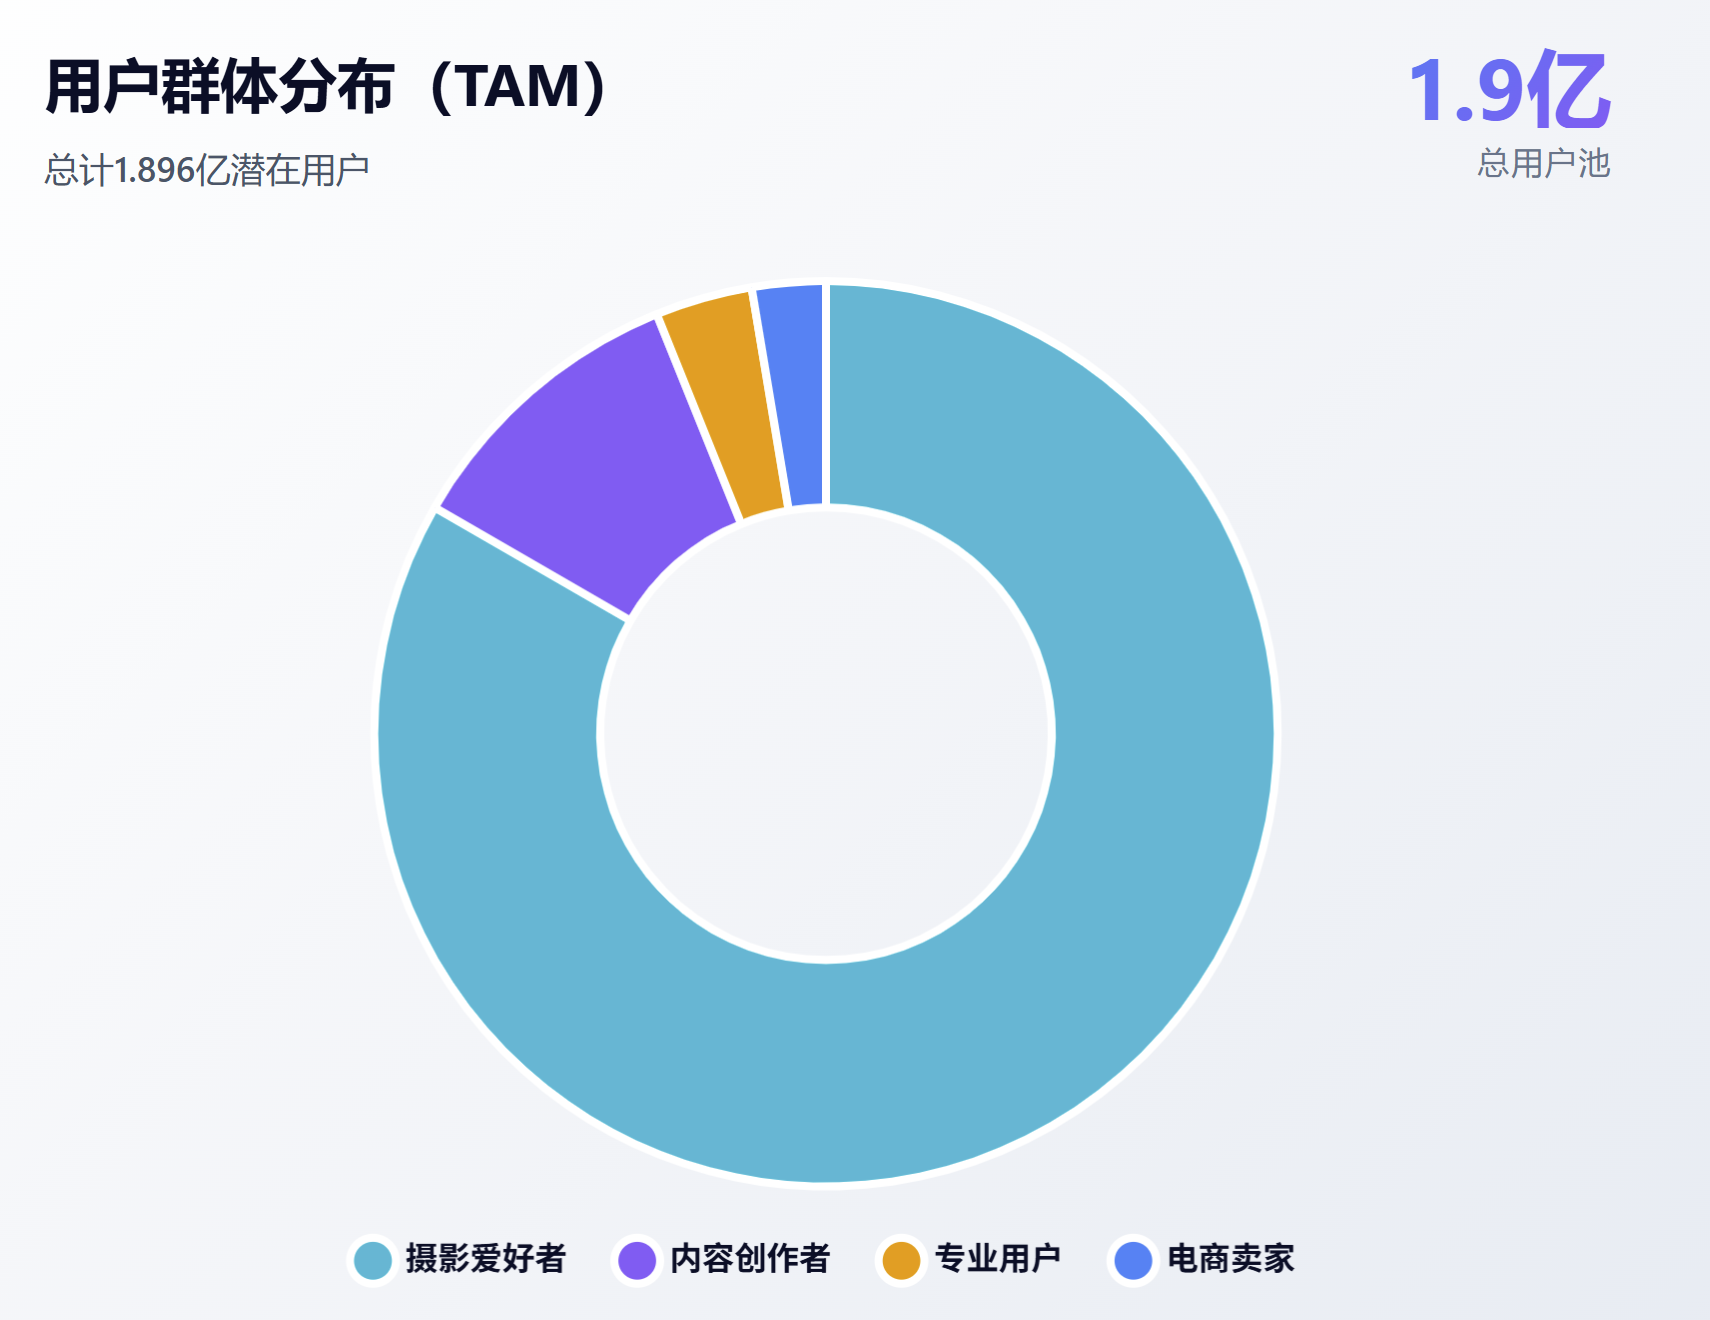 用户群体分布（TAM）
总计1.896亿潜在用户
1.9亿
总用户池
摄影爱好者
内容创作者
专业用户
电商卖家